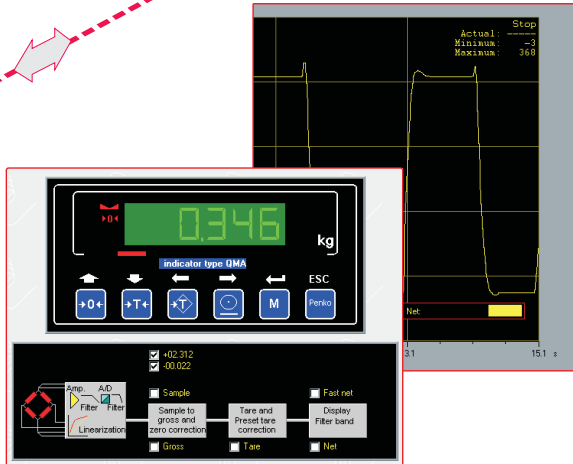 Stop
Actual: -----
Minimum: -3
Maximum: 368
0.346
kg
indicator type QMA
ESC
→0←
→T←
→T←
M
Penko
Net
3.1
15.1 s
+02.312
-00.022
Amp.
A/D
Filter
Filter
Linearization
Sample
Sample to
gross and
zero correction
Gross
Tare and
Preset tare
correction
Tare
Fast net
Display
Filter band
Net